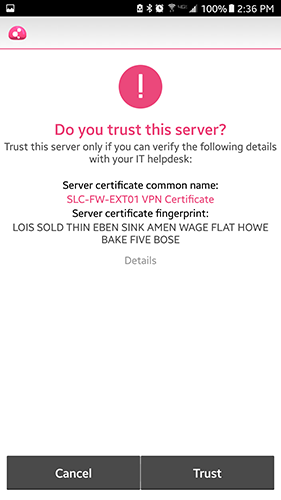 100% 2:36 PM
Do you trust this server?
Trust this server only if you can verify the following details
with your IT helpdesk:
Server certificate common name:
SLC-FW-EXT01 VPN Certificate
Server certificate fingerprint:
LOIS SOLD THIN EBEN SINK AMEN WAGE FLAT HOWE
BAKE FIVE BOSE
Details
Cancel Trust